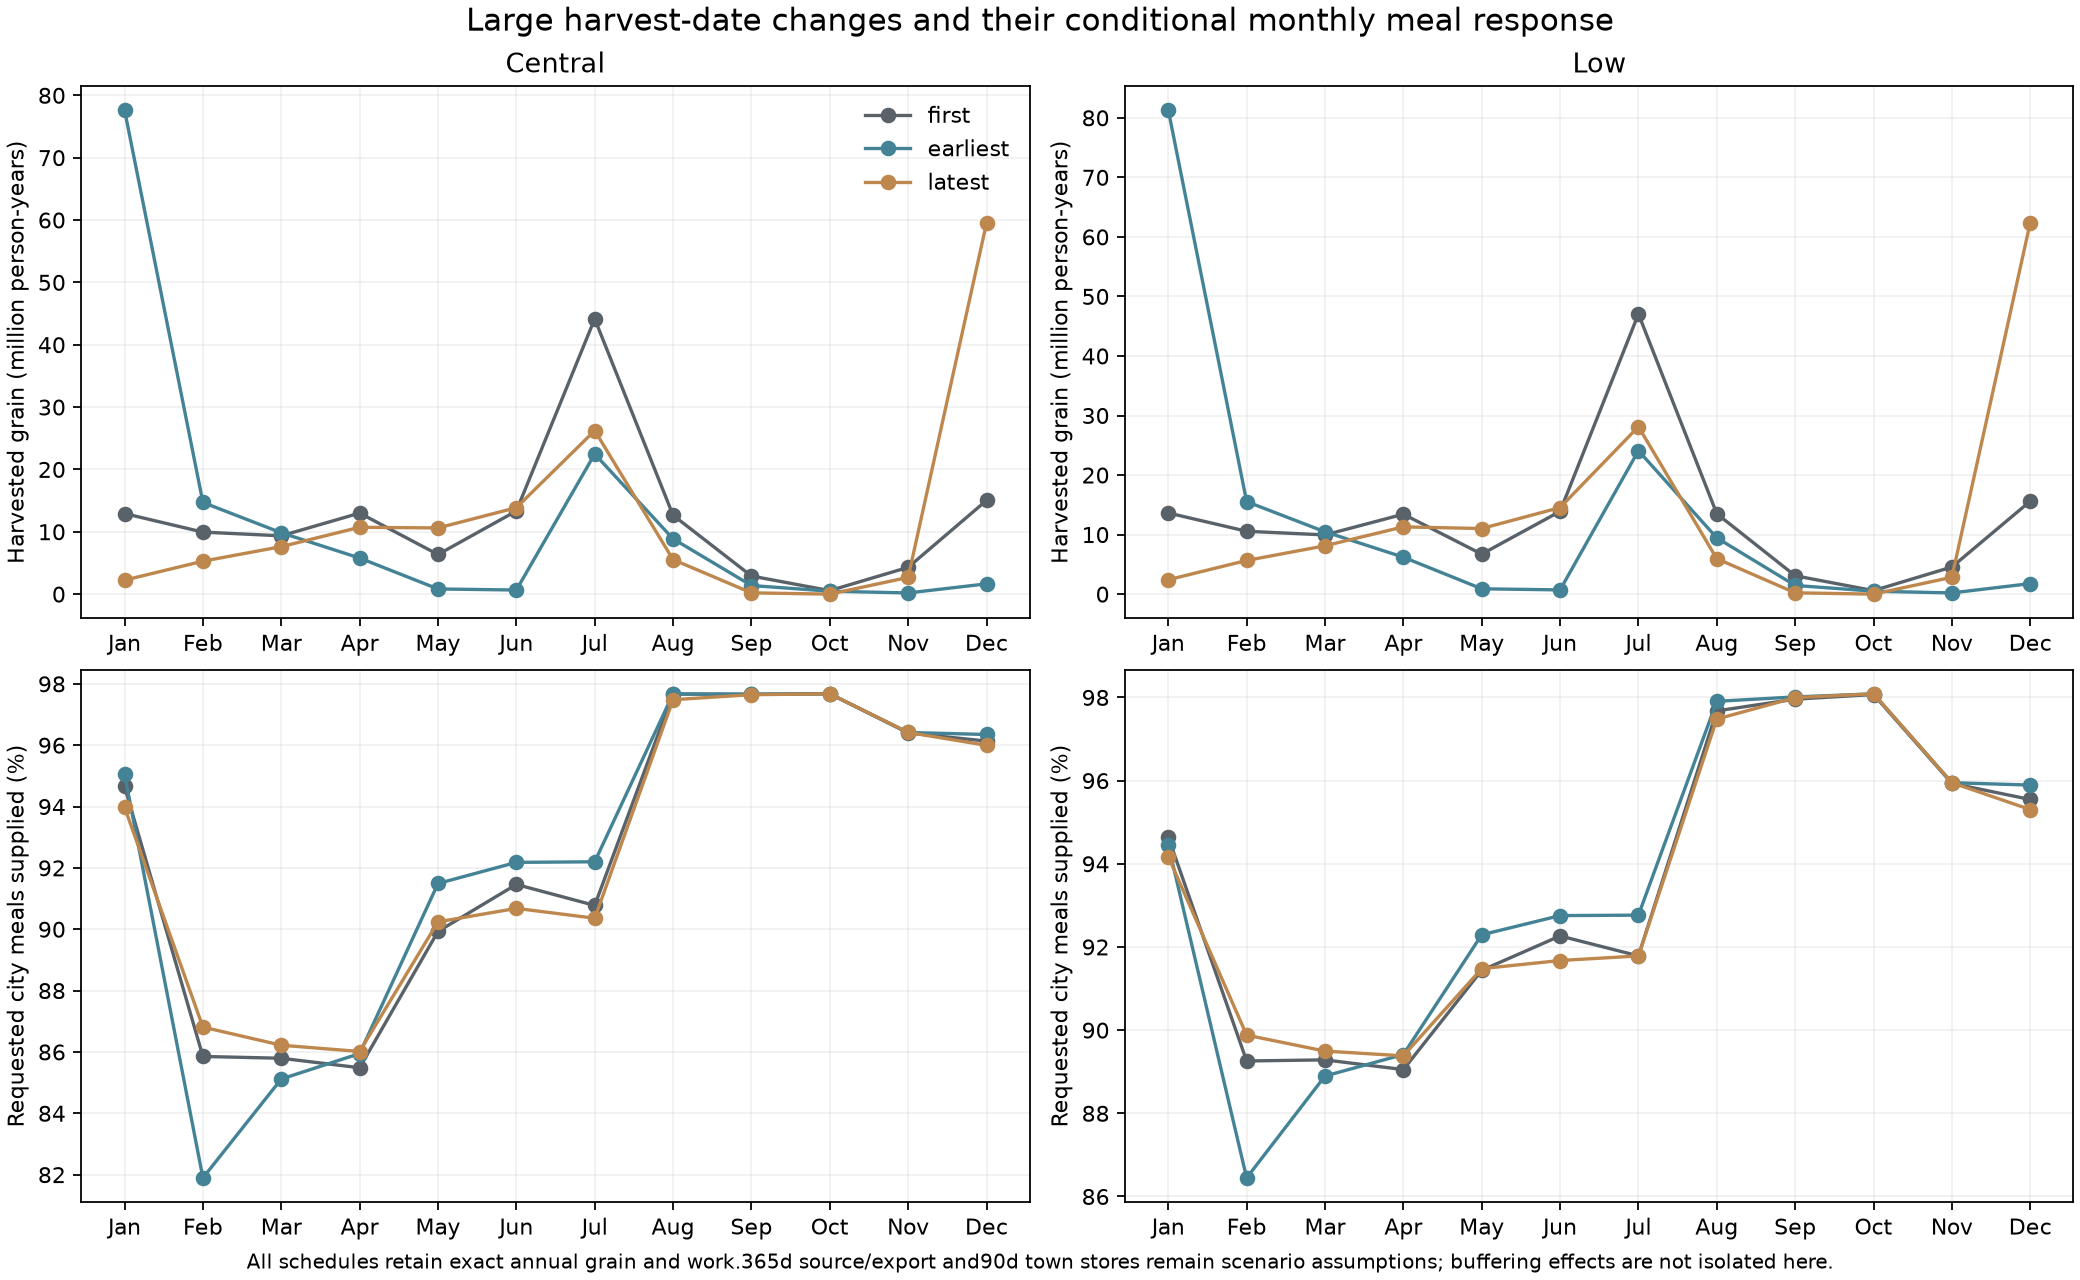 Large harvest-date changes and their conditional monthly meal response
Central
Low
Harvested grain (million person-years)
80
70
60
50
40
30
20
10
0
first
earliest
latest
Jan Feb Mar Apr May Jun Jul Aug Sep Oct Nov Dec
Harvested grain (million person-years)
80
70
60
50
40
30
20
10
0
Jan Feb Mar Apr May Jun Jul Aug Sep Oct Nov Dec
Requested city meals supplied (%)
98
96
94
92
90
88
86
84
82
Jan Feb Mar Apr May Jun Jul Aug Sep Oct Nov Dec
Requested city meals supplied (%)
98
96
94
92
90
88
86
Jan Feb Mar Apr May Jun Jul Aug Sep Oct Nov Dec
All schedules retain exact annual grain and work.365d source/export and90d town stores remain scenario assumptions; buffering effects are not isolated here.